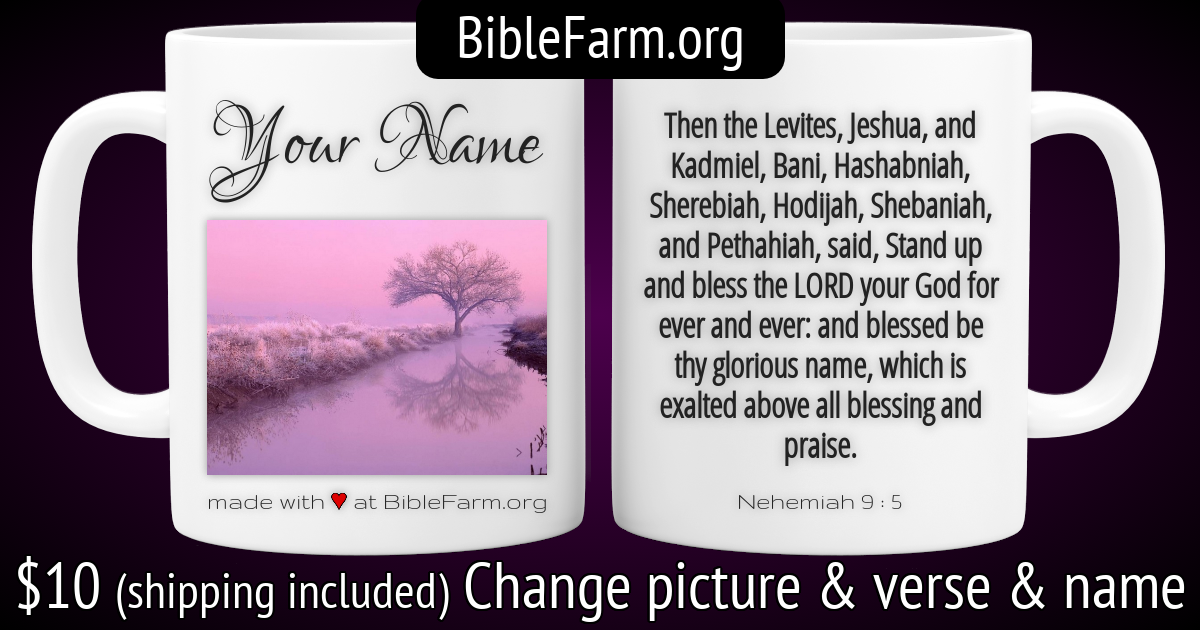 BibleFarm.org
Your Name
made with ♥ at BibleFarm.org
Then the Levites, Jeshua, and
Kadmiel, Bani, Hashabniah,
Sherebiah, Hodijah, Shebaniah,
and Pethahiah, said, Stand up
and bless the LORD your God for
ever and ever: and blessed be
thy glorious name, which is
exalted above all blessing and
praise.
Nehemiah 9 : 5
$10 (shipping included) Change picture & verse & name